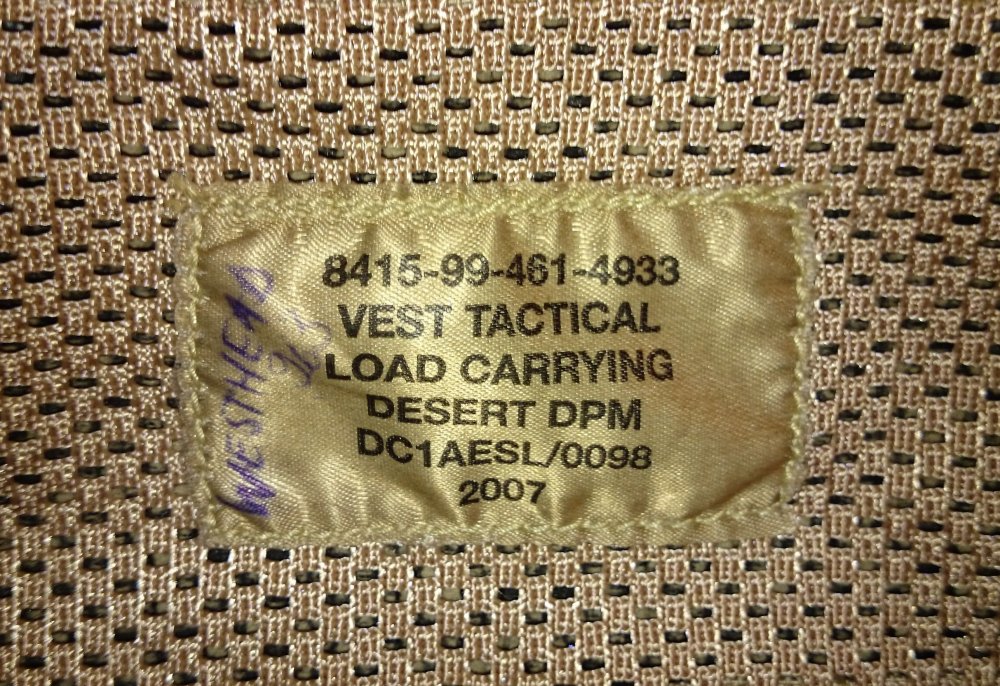 8415-99-461-4933
VEST TACTICAL
LOAD CARRYING
DESERT DPM
DC1AESL/0098
2007